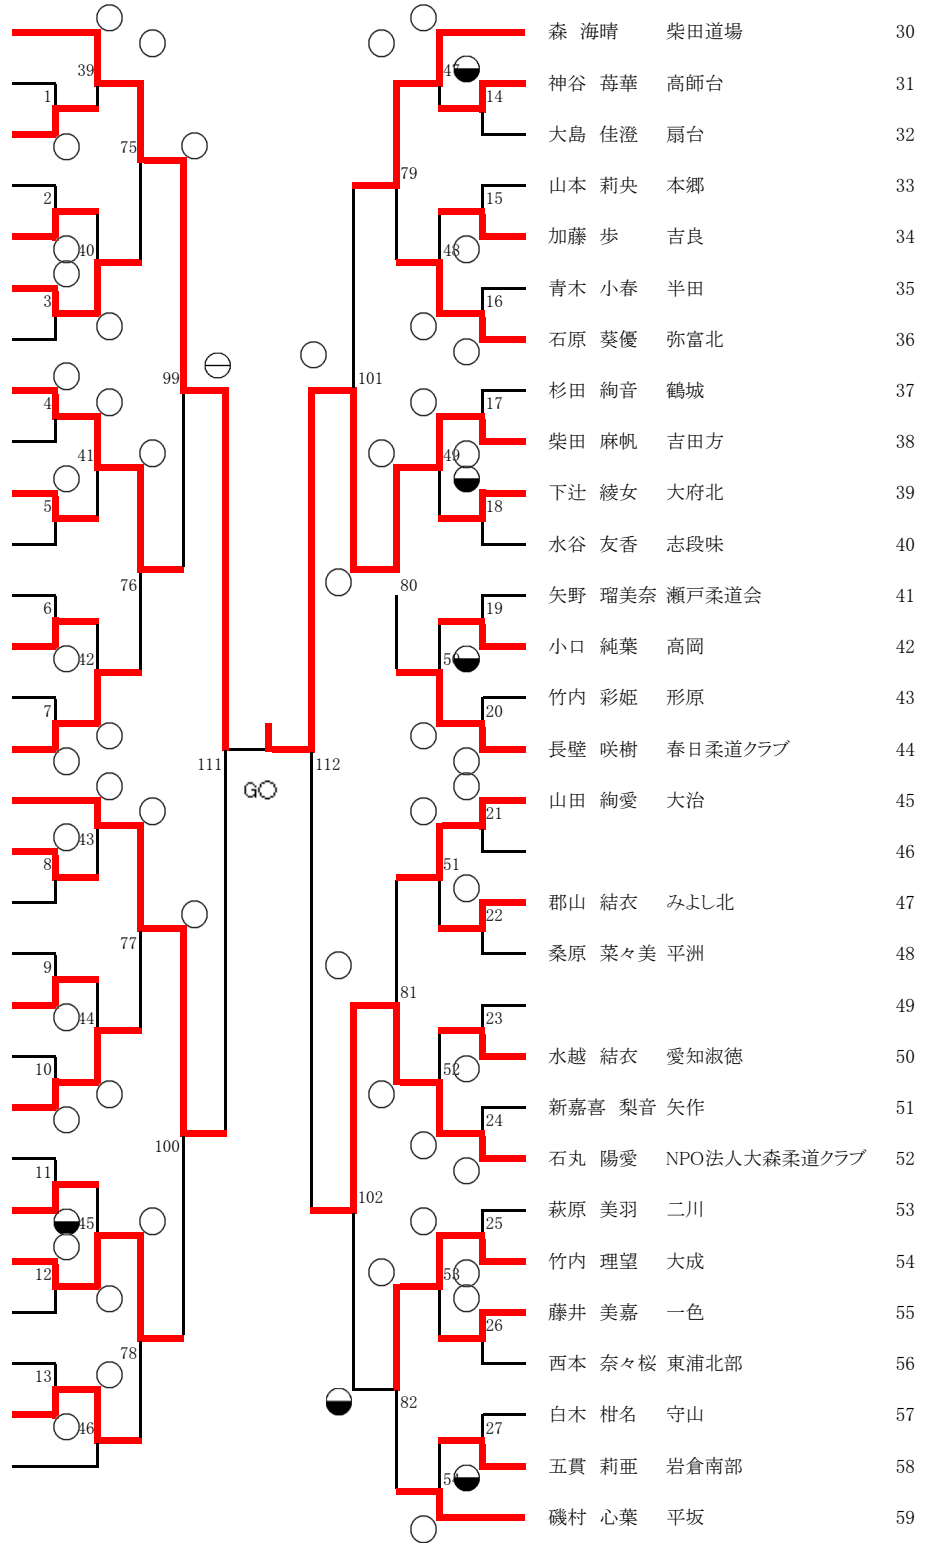 森 海晴 柴田道場 30
39 47
神谷 苺華 高師台 31
1 14
大島 佳澄 扇台 32
75 79
山本 莉央 本郷 33
2 15
加藤 歩 吉良 34
40 48
青木 小春 半田 35
3 16
石原 葵優 弥富北 36
99 101
杉田 絢音 鶴城 37
4 17
柴田 麻帆 吉田方 38
41 49
下辻 綾女 大府北 39
5 18
水谷 友香 志段味 40
76 80
矢野 瑠美奈 瀬戸柔道会 41
6 19
小口 純葉 高岡 42
42 50
竹内 彩姫 形原 43
7 20
長壁 咲樹 春日柔道クラブ 44
111 112
G
山田 絢愛 大治 45
21
43
46
8 51
郡山 結衣 みよし北 47
22
77
桑原 菜々美 平洲 48
9 81
49
44 23
水越 結衣 愛知淑徳 50
10 52
新嘉喜 梨音 矢作 51
24
100
石丸 陽愛 NPO法人大森柔道クラブ 52
11 102
萩原 美羽 二川 53
45 25
竹内 理望 大成 54
12 53
藤井 美嘉 一色 55
26
78
西本 奈々桜 東浦北部 56
13 82
白木 柑名 守山 57
46 27
五貫 莉亜 岩倉南部 58
54
磯村 心葉 平坂 59